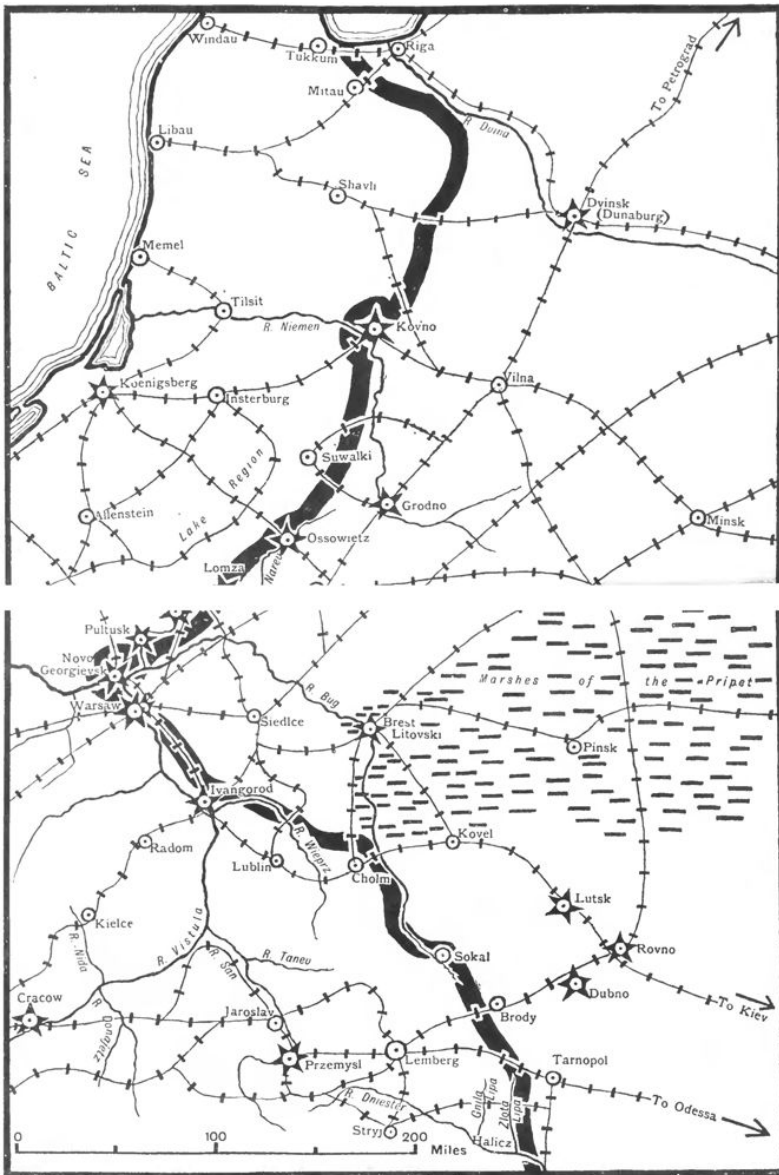 Windau
Tukkum
Riga
Mitau
To Petrograd
R. Duina
Libau
BALTIC SEA
Shavli
Dvinsk
(Dunaburg)
Memel
Tilsit
R. Niemen
Kovno
Koenigsberg
Insterburg
Vilna
Suwalki
Lake Region
Allenstein
Grodno
Minsk
Ossowietz
Lomza
Narew
Pultusk
Novo
Georgievsk
Marshes of the Pripet
R. Bug
Warsaw
Siedlce
Brest
Litovski
Pinsk
Ivangorod
R. Wieprz
Radom
Kovel
Lublin
Cholm
Lutsk
Kielce
R. Nida
R. Vistula
R. San
R. Taneu
Sokal
Rovno
Cracow
R. Donajetz
Dubno
To Kiev
Jaroslav
Brody
Przemysl
Lemberg
Tarnopol
R. Dniester
Gnila Lipa
Zlota Lipa
To Odessa
Stryj
Halicz
0 100 200
Miles